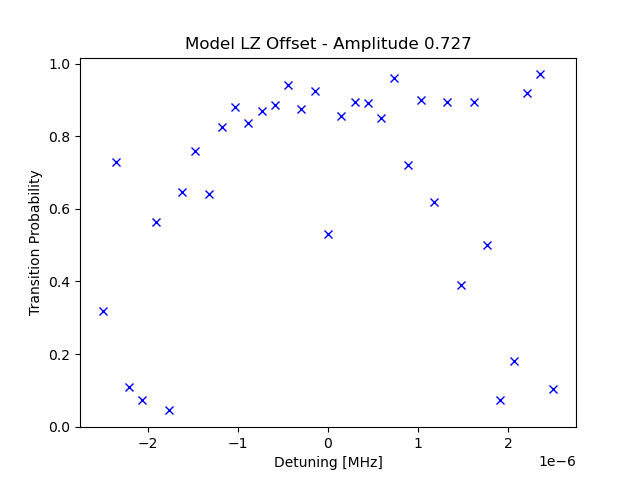 Model LZ Offset - Amplitude 0.727
1.0
0.8
0.6
0.4
0.2
0.0
Transition Probability
−2
−1
0
1
2
1e−6
Detuning [MHz]